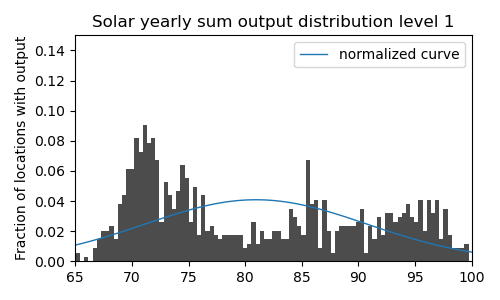 Solar yearly sum output distribution level 1
normalized curve
Fraction of locations with output
0.14
0.12
0.10
0.08
0.06
0.04
0.02
0.00
65 70 75 80 85 90 95 100